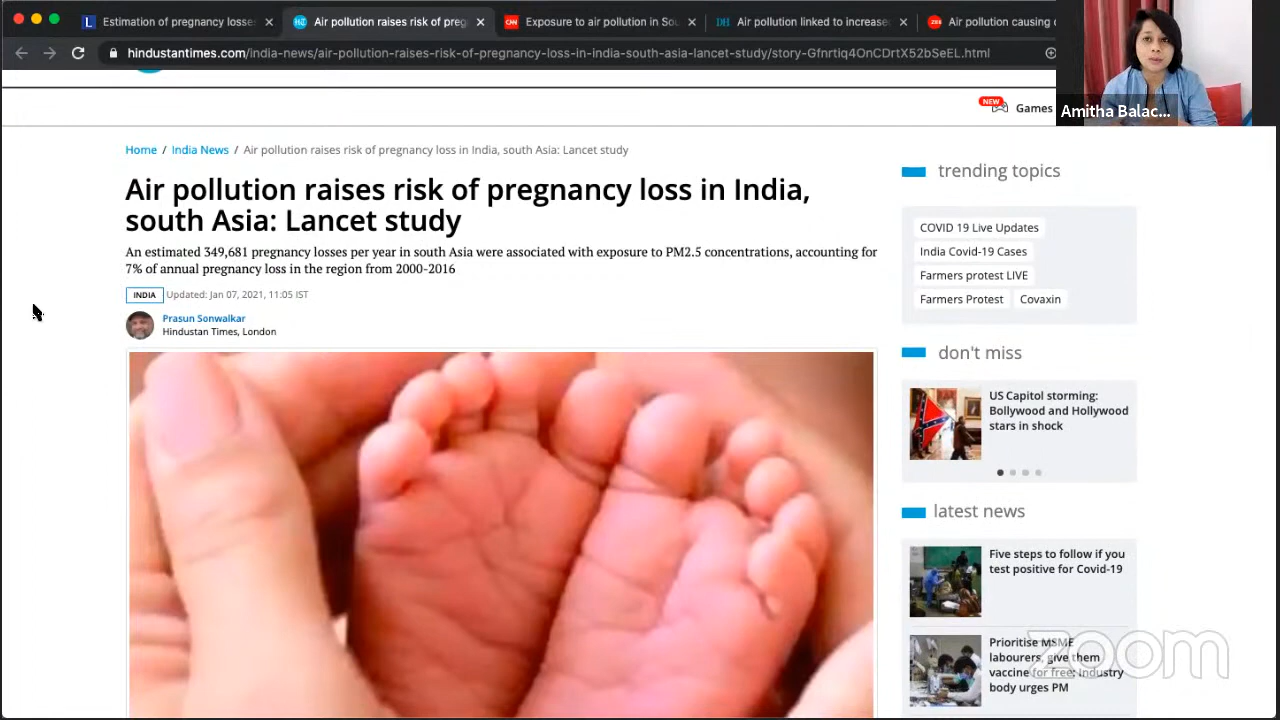 Estimation of pregnancy losses
Air pollution raises risk of preg
Exposure to air pollution in Sou
Air pollution linked to increase
Air pollution causing
hindustantimes.com/india-news/air-pollution-raises-risk-of-pregnancy-loss-in-india-south-asia-lancet-study/story-Gfnrtiq4OnCDrtX52bSeEL.html
Amitha Balac...
NEW
Games
Home / India News / Air pollution raises risk of pregnancy loss in India, south Asia: Lancet study
Air pollution raises risk of pregnancy loss in India,
south Asia: Lancet study
An estimated 349,681 pregnancy losses per year in south Asia were associated with exposure to PM2.5 concentrations, accounting for
7% of annual pregnancy loss in the region from 2000-2016
INDIA Updated: Jan 07, 2021, 11:05 IST
Prasun Sonwalkar
Hindustan Times, London
trending topics
COVID 19 Live Updates
India Covid-19 Cases
Farmers protest LIVE
Farmers Protest Covaxin
don't miss
US Capitol storming:
Bollywood and Hollywood
stars in shock
latest news
Five steps to follow if you
test positive for Covid-19
Prioritise MSME
labourers, give them
vaccine for free: Industry
body urges PM
zoom